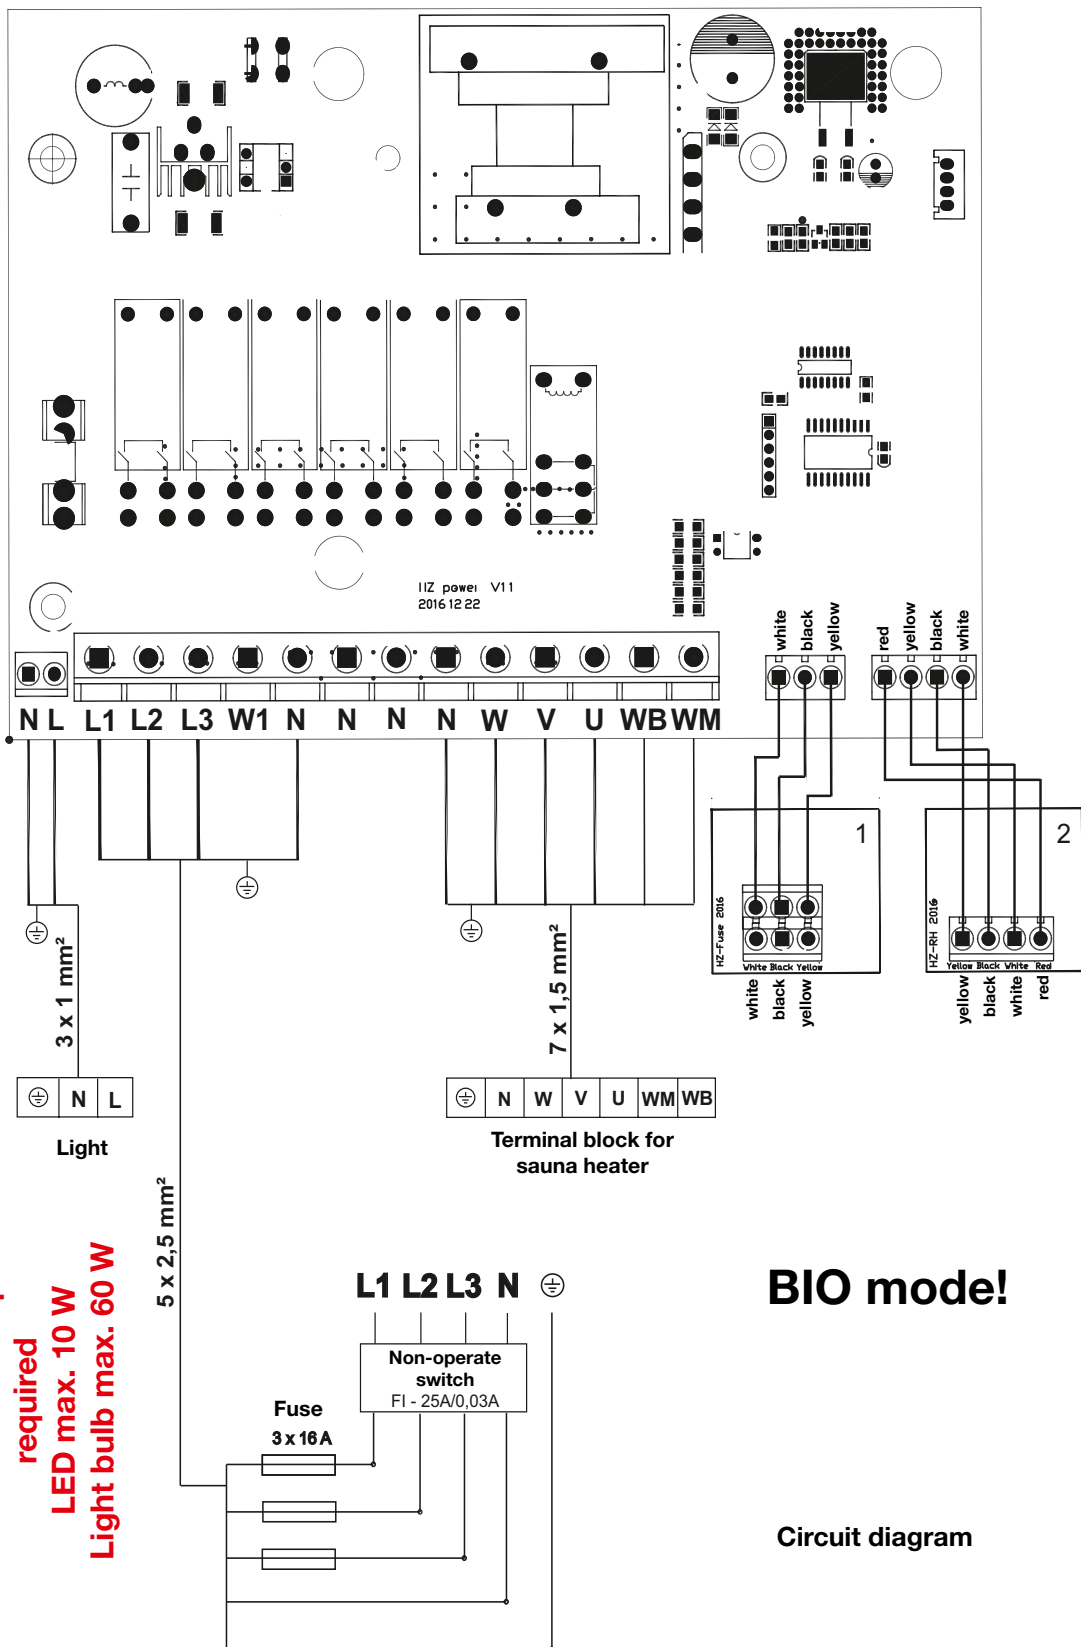 IIZ power V11
2016 12 22
white
black
yellow
red
yellow
black
white
N L L1 L2 L3 W1 N N N N W V U WB WM
1
2
HZ-Fuse 2016
White Black Yellow
white
black
yellow
HZ-RH 2016
Yellow Black White Red
yellow
black
white
red
3 x 1 mm²
7 x 1,5 mm²
N L
Light
N W V U WM WB
Terminal block for
sauna heater
5 x 2,5 mm²
required
LED max. 10 W
Light bulb max. 60 W
L1 L2 L3 N
Non-operate
switch
FI - 25A/0,03A
Fuse
3 x 16 A
BIO mode!
Circuit diagram